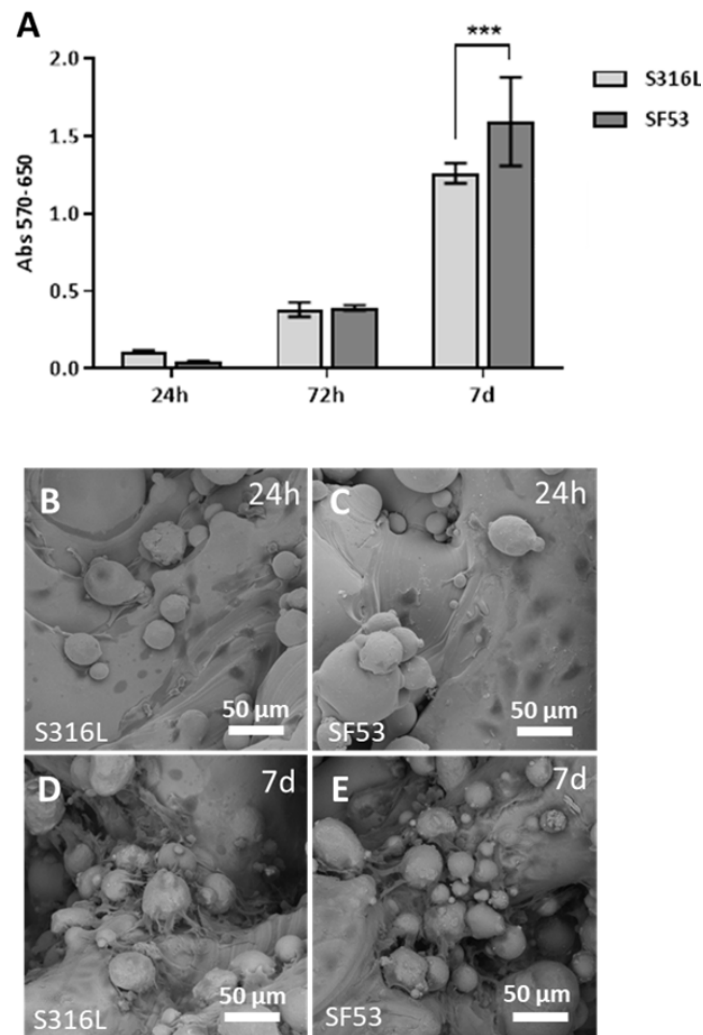 A
***
2.0
1.5
1.0
0.5
0.0
Abs 570-650
24h 72h 7d
S316L
SF53
B 24h
S316L 50 µm
C 24h
SF53 50 µm
D 7d
S316L 50 µm
E 7d
SF53 50 µm